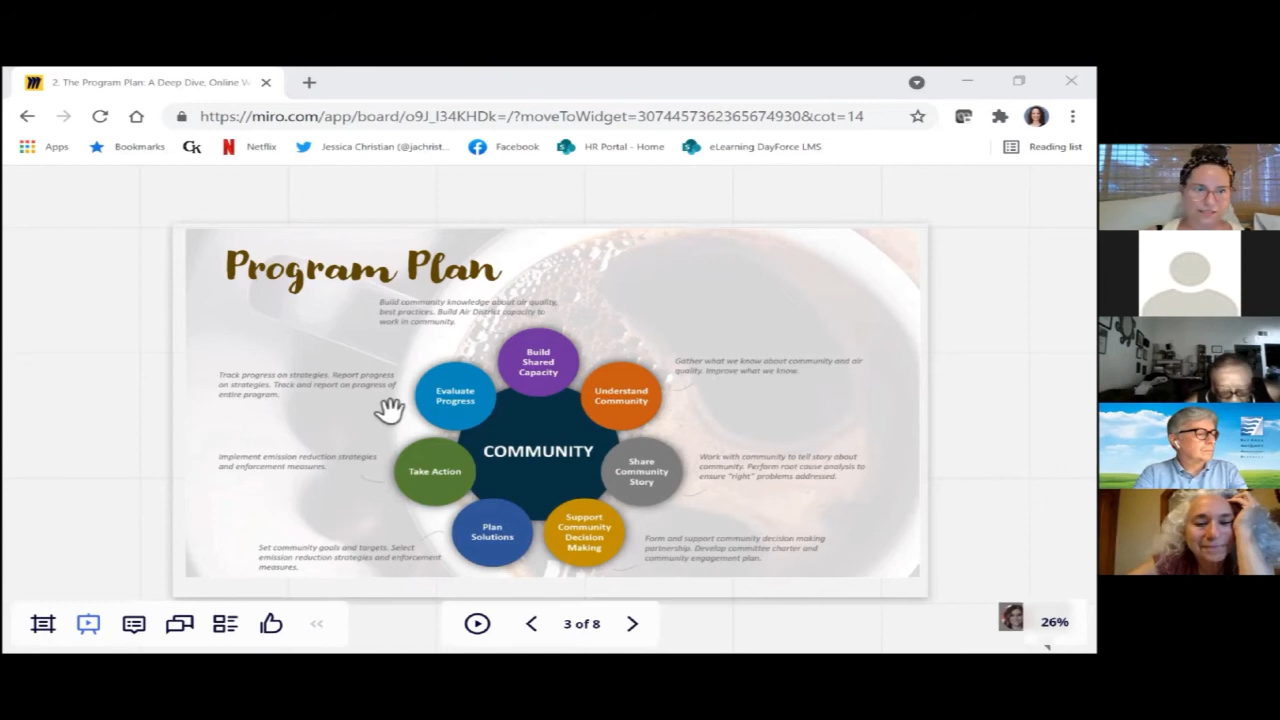 2. The Program Plan: A Deep Dive, Online W
https://miro.com/app/board/o9J_l34KHDk=/?moveToWidget=3074457362365674930&cot=14
Apps
Bookmarks
Netflix
Jessica Christian (@jachrist...
Facebook
HR Portal - Home
eLearning DayForce LMS
Reading list
Program Plan
Build community knowledge about air quality,
best practices. Build Air District capacity to
work in community.
Build
Shared
Capacity
Gather what we know about community and air
quality. Improve what we know.
Understand
Community
Track progress on strategies. Report progress
on strategies. Track and report on progress of
entire program.
Evaluate
Progress
COMMUNITY
Share
Community
Story
Work with community to tell story about
community. Perform root cause analysis to
ensure "right" problems addressed.
Implement emission reduction strategies
and enforcement measures.
Take Action
Plan
Solutions
Support
Community
Decision
Making
Form and support community decision making
partnership. Develop committee charter and
community engagement plan.
Set community goals and targets. Select
emission reduction strategies and enforcement
measures.
3 of 8
26%